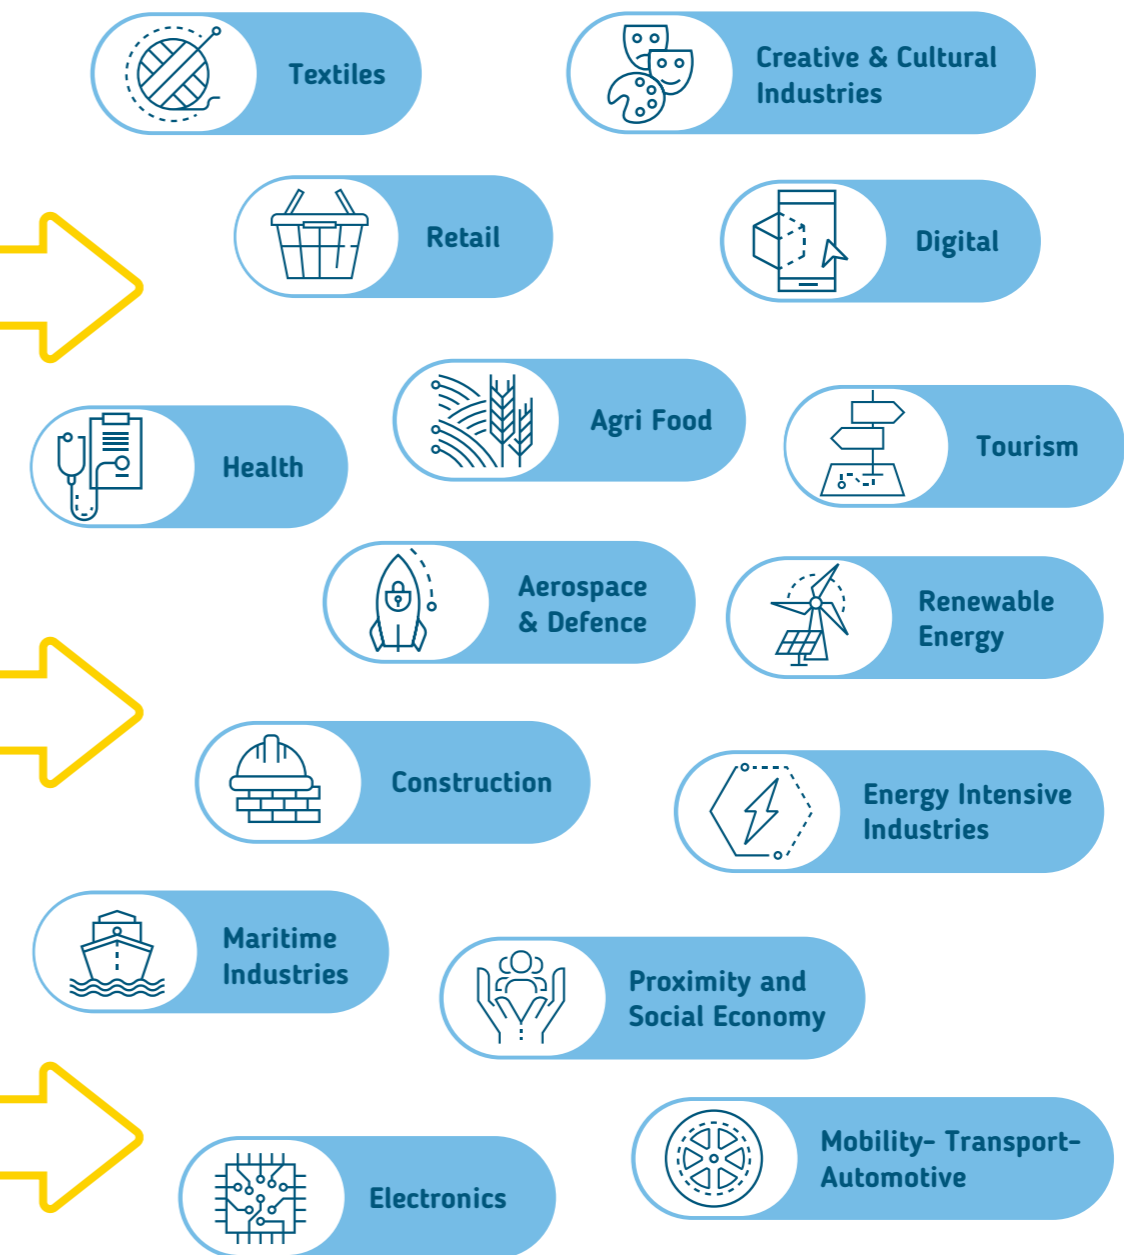 Textiles
Creative & Cultural
Industries
Retail
Digital
Agri Food
Tourism
Health
Aerospace
& Defence
Renewable
Energy
Construction
Energy Intensive
Industries
Maritime
Industries
Proximity and
Social Economy
Mobility- Transport-
Automotive
Electronics